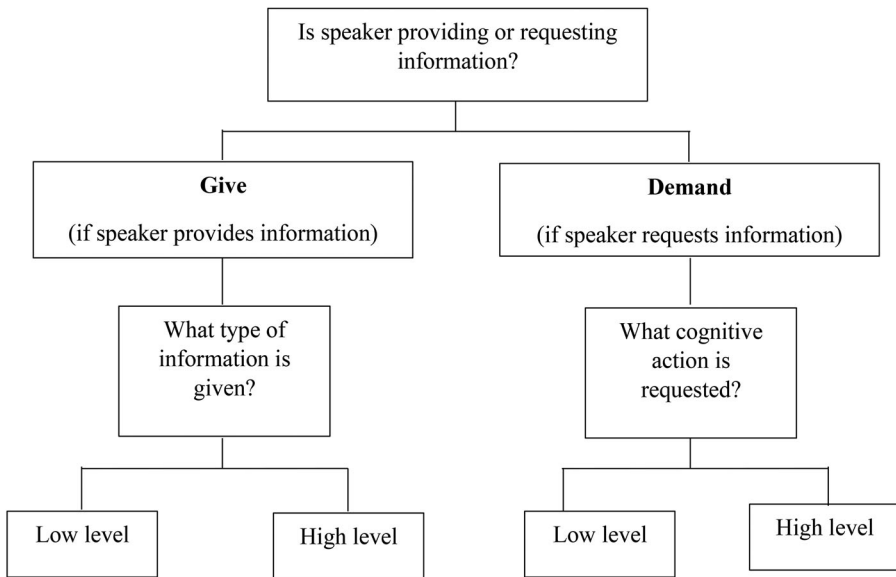 Is speaker providing or requesting
information?
Give
(if speaker provides information)
Demand
(if speaker requests information)
What type of
information is
given?
What cognitive
action is
requested?
Low level
High level
Low level
High level